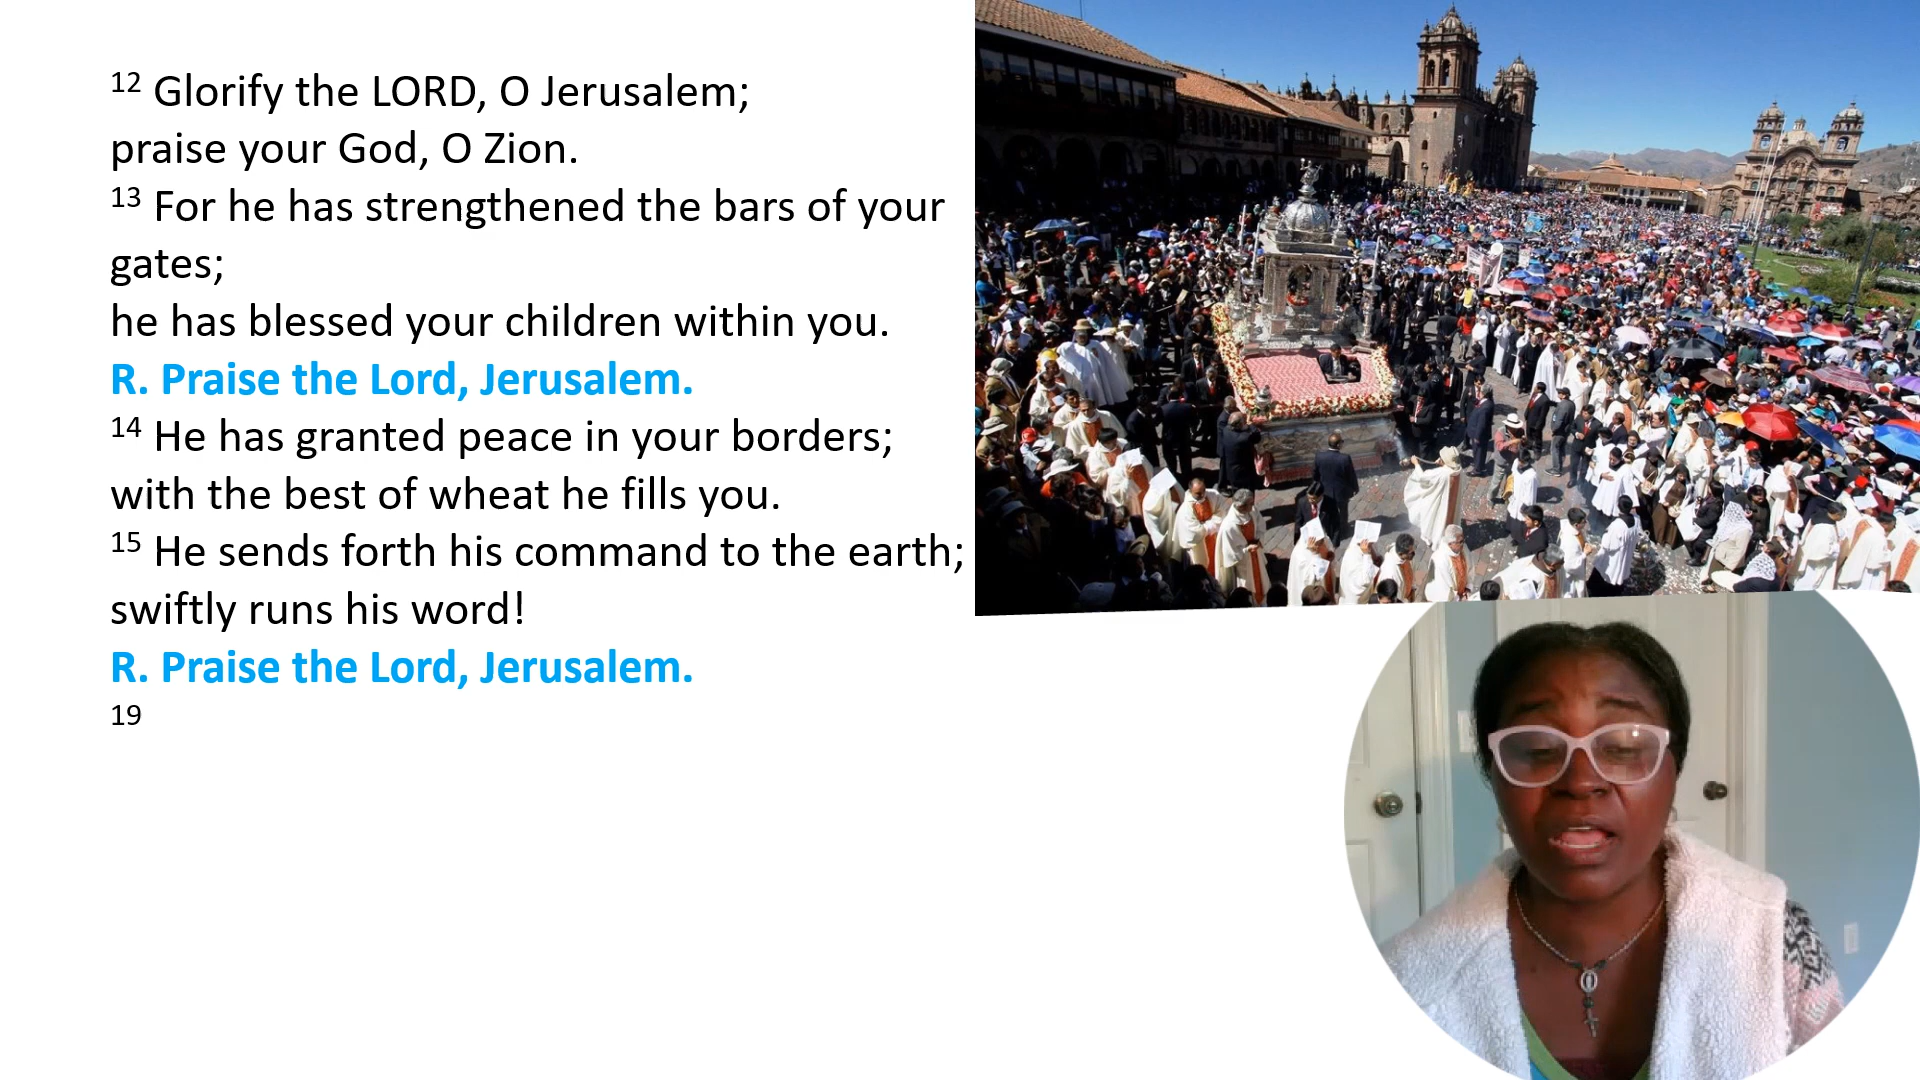 12 Glorify the LORD, O Jerusalem;
praise your God, O Zion.
13 For he has strengthened the bars of your
gates;
he has blessed your children within you.
R. Praise the Lord, Jerusalem.
14 He has granted peace in your borders;
with the best of wheat he fills you.
15 He sends forth his command to the earth;
swiftly runs his word!
R. Praise the Lord, Jerusalem.
19